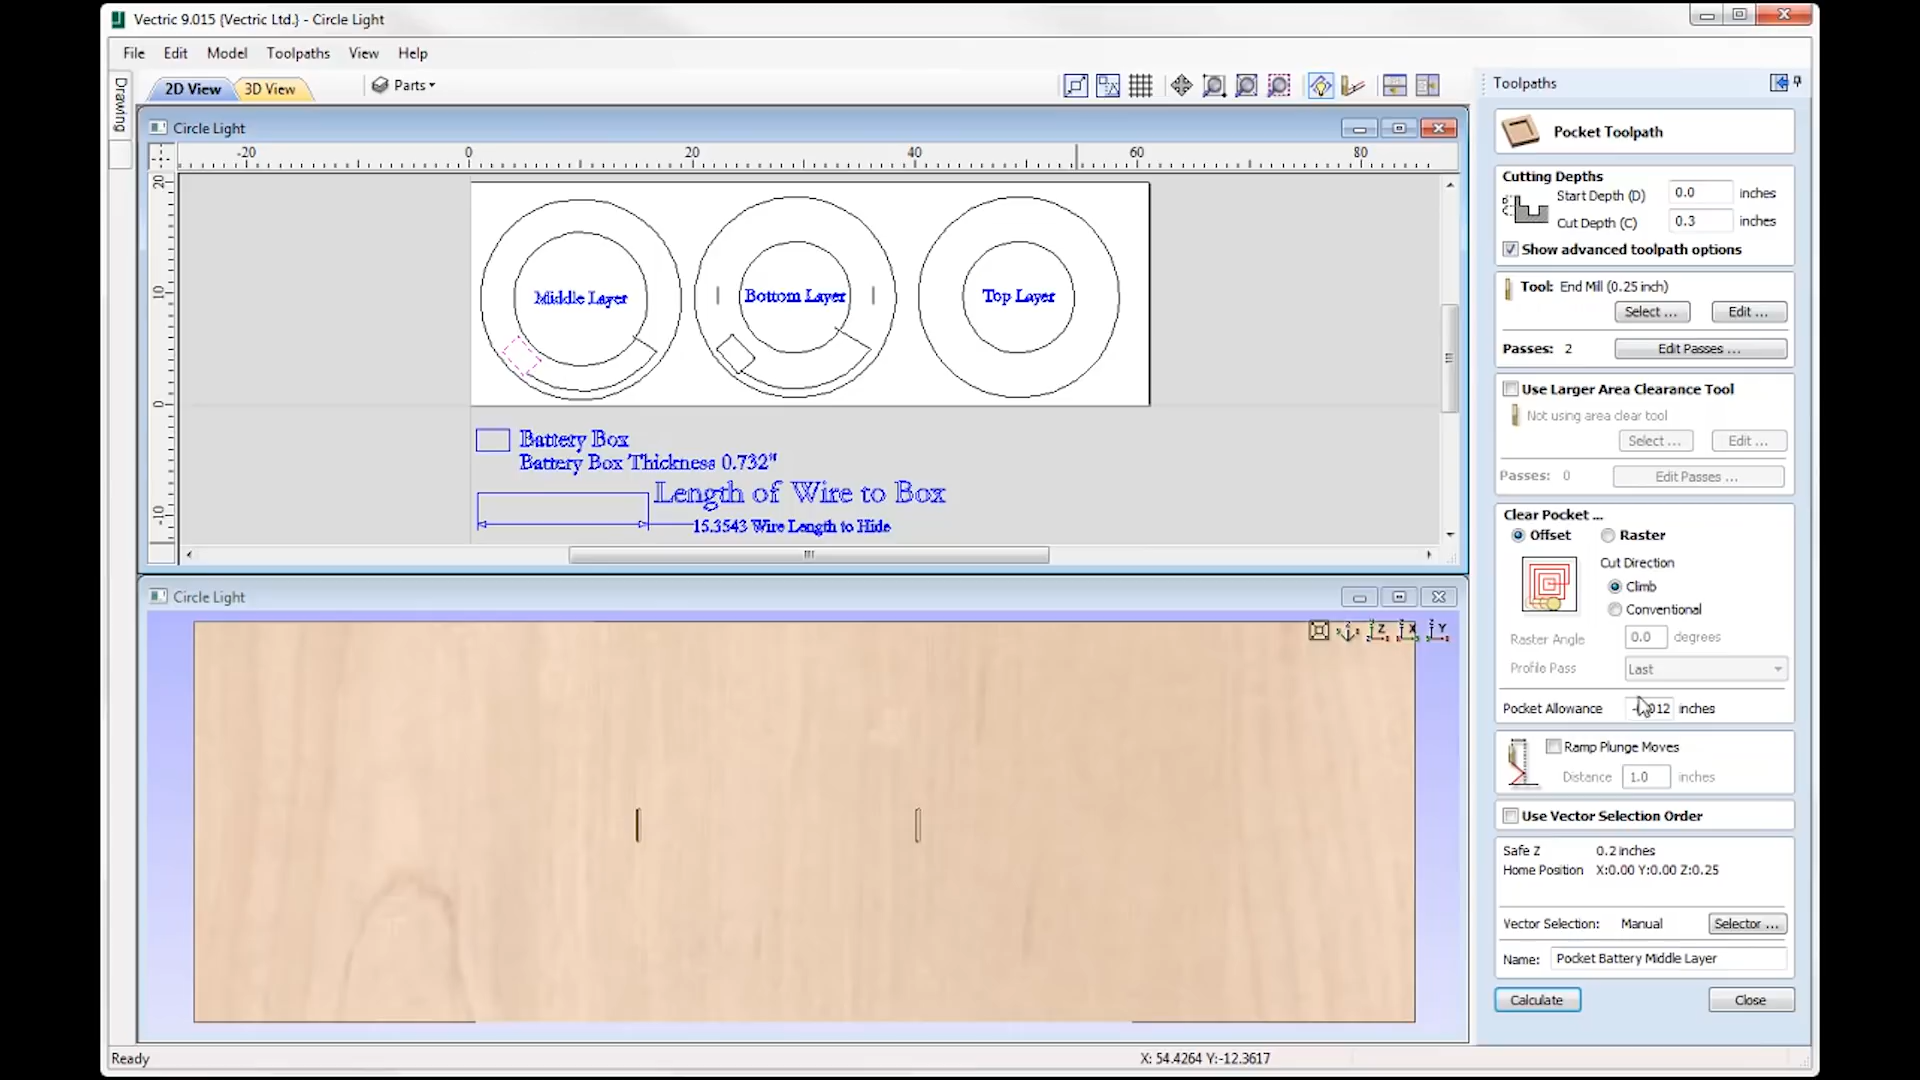 Vectric 9.015 {Vectric Ltd.} - Circle Light
File Edit Model Toolpaths View Help
Drawing
2D View 3D View Parts
Toolpaths
Circle Light
-20 0 20 40 60 80
20
10
0
-10
Middle Layer Bottom Layer Top Layer
Battery Box
Battery Box Thickness 0.732"
Length of Wire to Box
15.3543 Wire Length to Hide
Circle Light
Z X Y
Pocket Toolpath
Cutting Depths
Start Depth (D) 0.0 inches
Cut Depth (C) 0.3 inches
Show advanced toolpath options
Tool: End Mill (0.25 inch)
Select ... Edit ...
Passes: 2 Edit Passes ...
Use Larger Area Clearance Tool
Not using area clear tool
Select ... Edit ...
Passes: 0 Edit Passes ...
Clear Pocket ...
Offset Raster
Cut Direction
Climb
Conventional
Raster Angle 0.0 degrees
Profile Pass Last
Pocket Allowance inches
Ramp Plunge Moves
Distance 1.0 inches
Use Vector Selection Order
Safe Z 0.2 inches
Home Position X:0.00 Y:0.00 Z:0.25
Vector Selection: Manual Selector ...
Name: Pocket Battery Middle Layer
Calculate Close
Ready X: 54.4264 Y:-12.3617